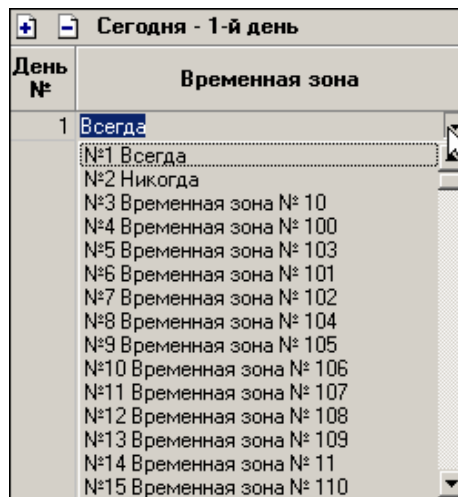 Сегодня - 1-й день
День № Временная зона
1 Всегда
№1 Всегда
№2 Никогда
№3 Временная зона № 10
№4 Временная зона № 100
№5 Временная зона № 103
№6 Временная зона № 101
№7 Временная зона № 102
№8 Временная зона № 104
№9 Временная зона № 105
№10 Временная зона № 106
№11 Временная зона № 107
№12 Временная зона № 108
№13 Временная зона № 109
№14 Временная зона № 11
№15 Временная зона № 110